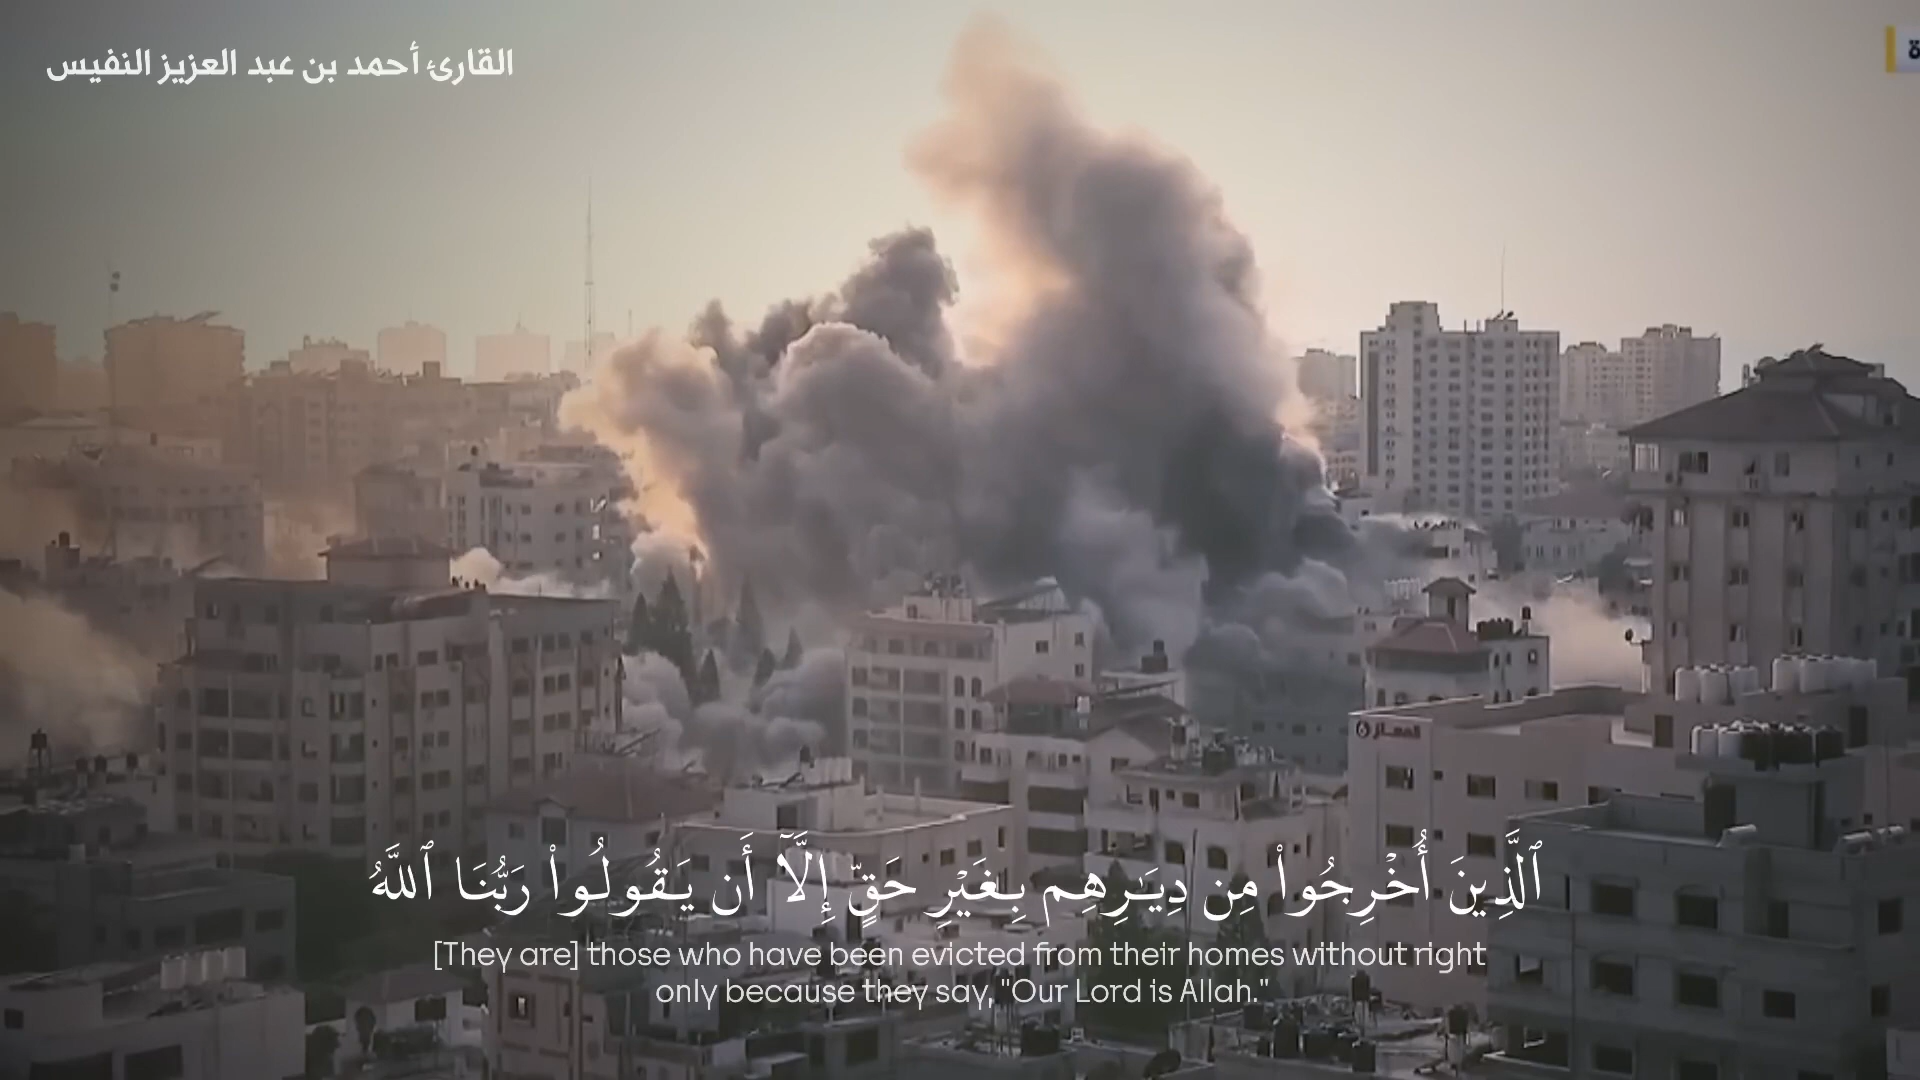 القارئ أحمد بن عبد العزيز النفيس
ة
المعمار
ٱلَّذِينَ أُخْرِجُوا۟ مِن دِيَـٰرِهِم بِغَيْرِ حَقٍّ إِلَّآ أَن يَقُولُوا۟ رَبُّنَا ٱللَّهُ
[They are] those who have been evicted from their homes without right
only because they say, "Our Lord is Allah."